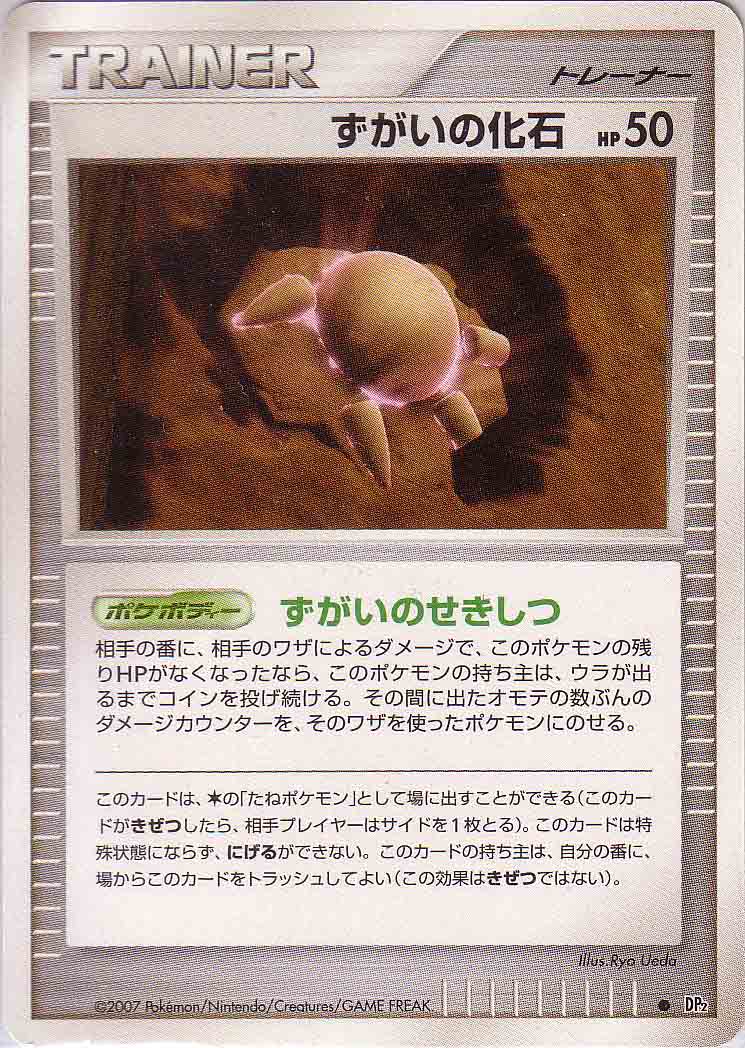 TRAINER
トレーナー
ずがいの化石 HP 50
ポケボディー ずがいのせきしつ
相手の番に、相手のワザによるダメージで、このポケモンの残
りHPがなくなったなら、このポケモンの持ち主は、ウラが出
るまでコインを投げ続ける。その間に出たオモテの数ぶんの
ダメージカウンターを、そのワザを使ったポケモンにのせる。
このカードは、✶の「たねポケモン」として場に出すことができる(このカー
ドがきぜつしたら、相手プレイヤーはサイドを1枚とる)。このカードは特
殊状態にならず、にげるができない。このカードの持ち主は、自分の番に、
場からこのカードをトラッシュしてよい(この効果はきぜつではない)。
Illus.Ryo Ueda
©2007 Pokémon/Nintendo/Creatures/GAME FREAK ● DP2